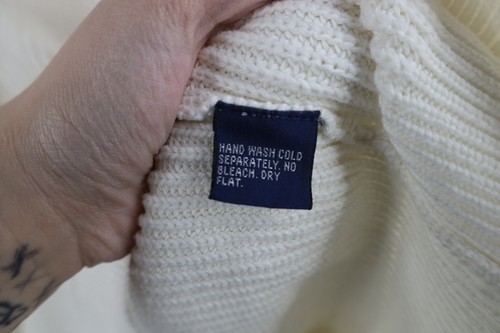 HAND WASH COLD
SEPARATELY. NO
BLEACH. DRY
FLAT.